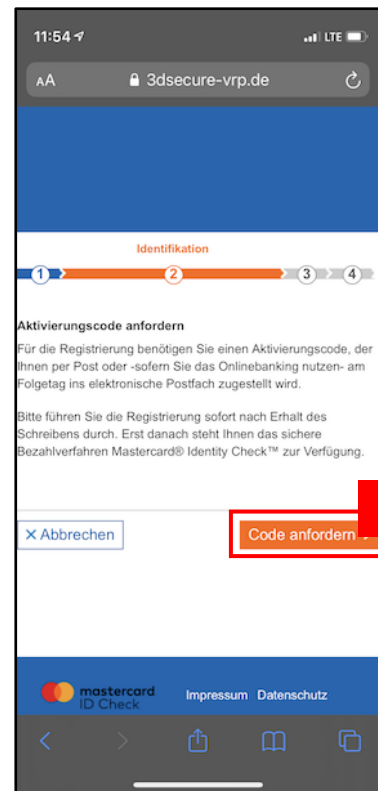 11:54
LTE
AA
3dsecure-vrp.de
Identifikation
1 2 3 4
Aktivierungscode anfordern
Für die Registrierung benötigen Sie einen Aktivierungscode, der
Ihnen per Post oder -sofern Sie das Onlinebanking nutzen- am
Folgetag ins elektronische Postfach zugestellt wird.
Bitte führen Sie die Registrierung sofort nach Erhalt des
Schreibens durch. Erst danach steht Ihnen das sichere
Bezahlverfahren Mastercard® Identity Check™ zur Verfügung.
Abbrechen
Code anfordern
mastercard
ID Check
Impressum Datenschutz